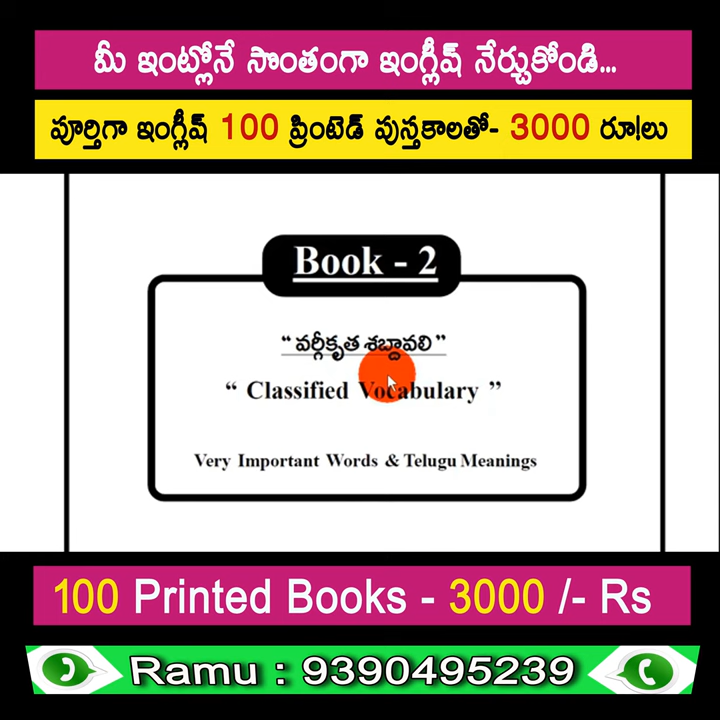 మీ ఇంట్లోనే సొంతంగా ఇంగ్లీష్ నేర్చుకోండి...
పూర్తిగా ఇంగ్లీష్ 100 ప్రింటెడ్ పుస్తకాలతో- 3000 రూ!లు
Book - 2
“ వర్గీకృత శబ్దావలి ”
“ Classified Vocabulary ”
Very Important Words & Telugu Meanings
100 Printed Books - 3000 /- Rs
Ramu : 9390495239